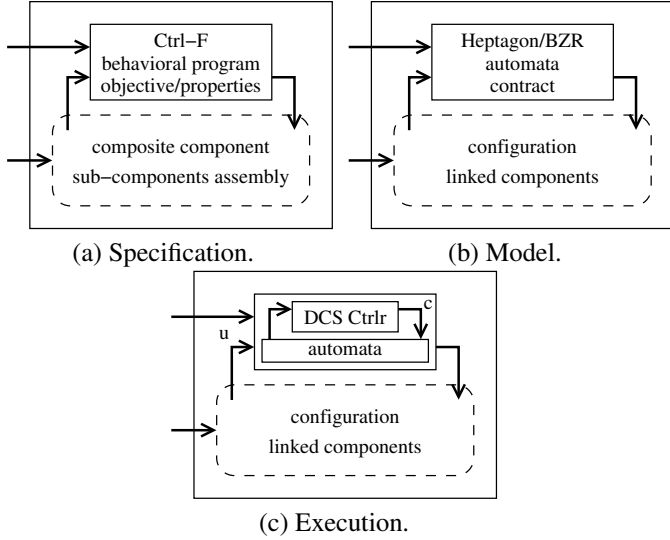 Ctrl−F
behavioral program
objective/properties
composite component
sub−components assembly
(a) Specification.
Heptagon/BZR
automata
contract
configuration
linked components
(b) Model.
DCS Ctrlr
c
u
automata
configuration
linked components
(c) Execution.